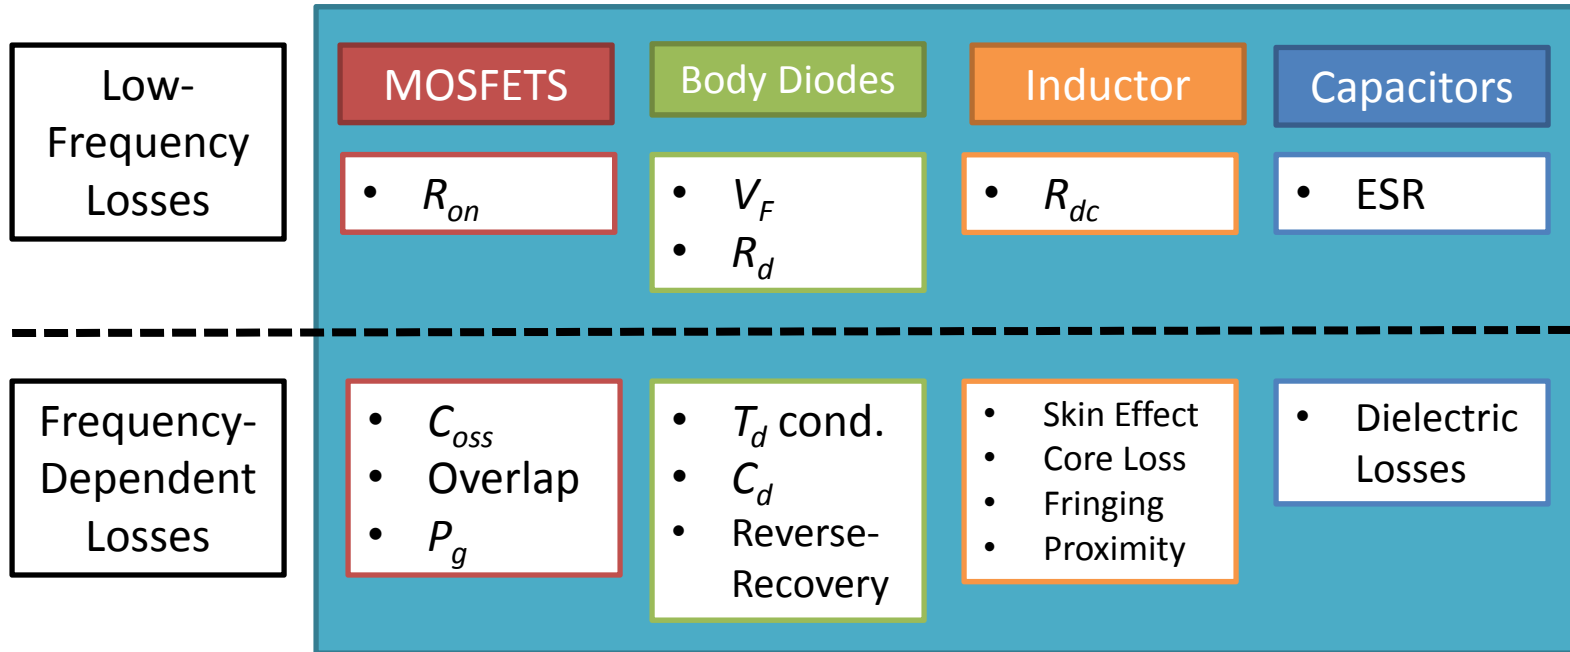 Low-
Frequency
Losses
MOSFETS
Body Diodes
Inductor
Capacitors
• Ron
• VF
• Rd
• Rdc
• ESR
Frequency-
Dependent
Losses
• Coss
• Overlap
• Pg
• Td cond.
• Cd
• Reverse-
Recovery
• Skin Effect
• Core Loss
• Fringing
• Proximity
• Dielectric
Losses